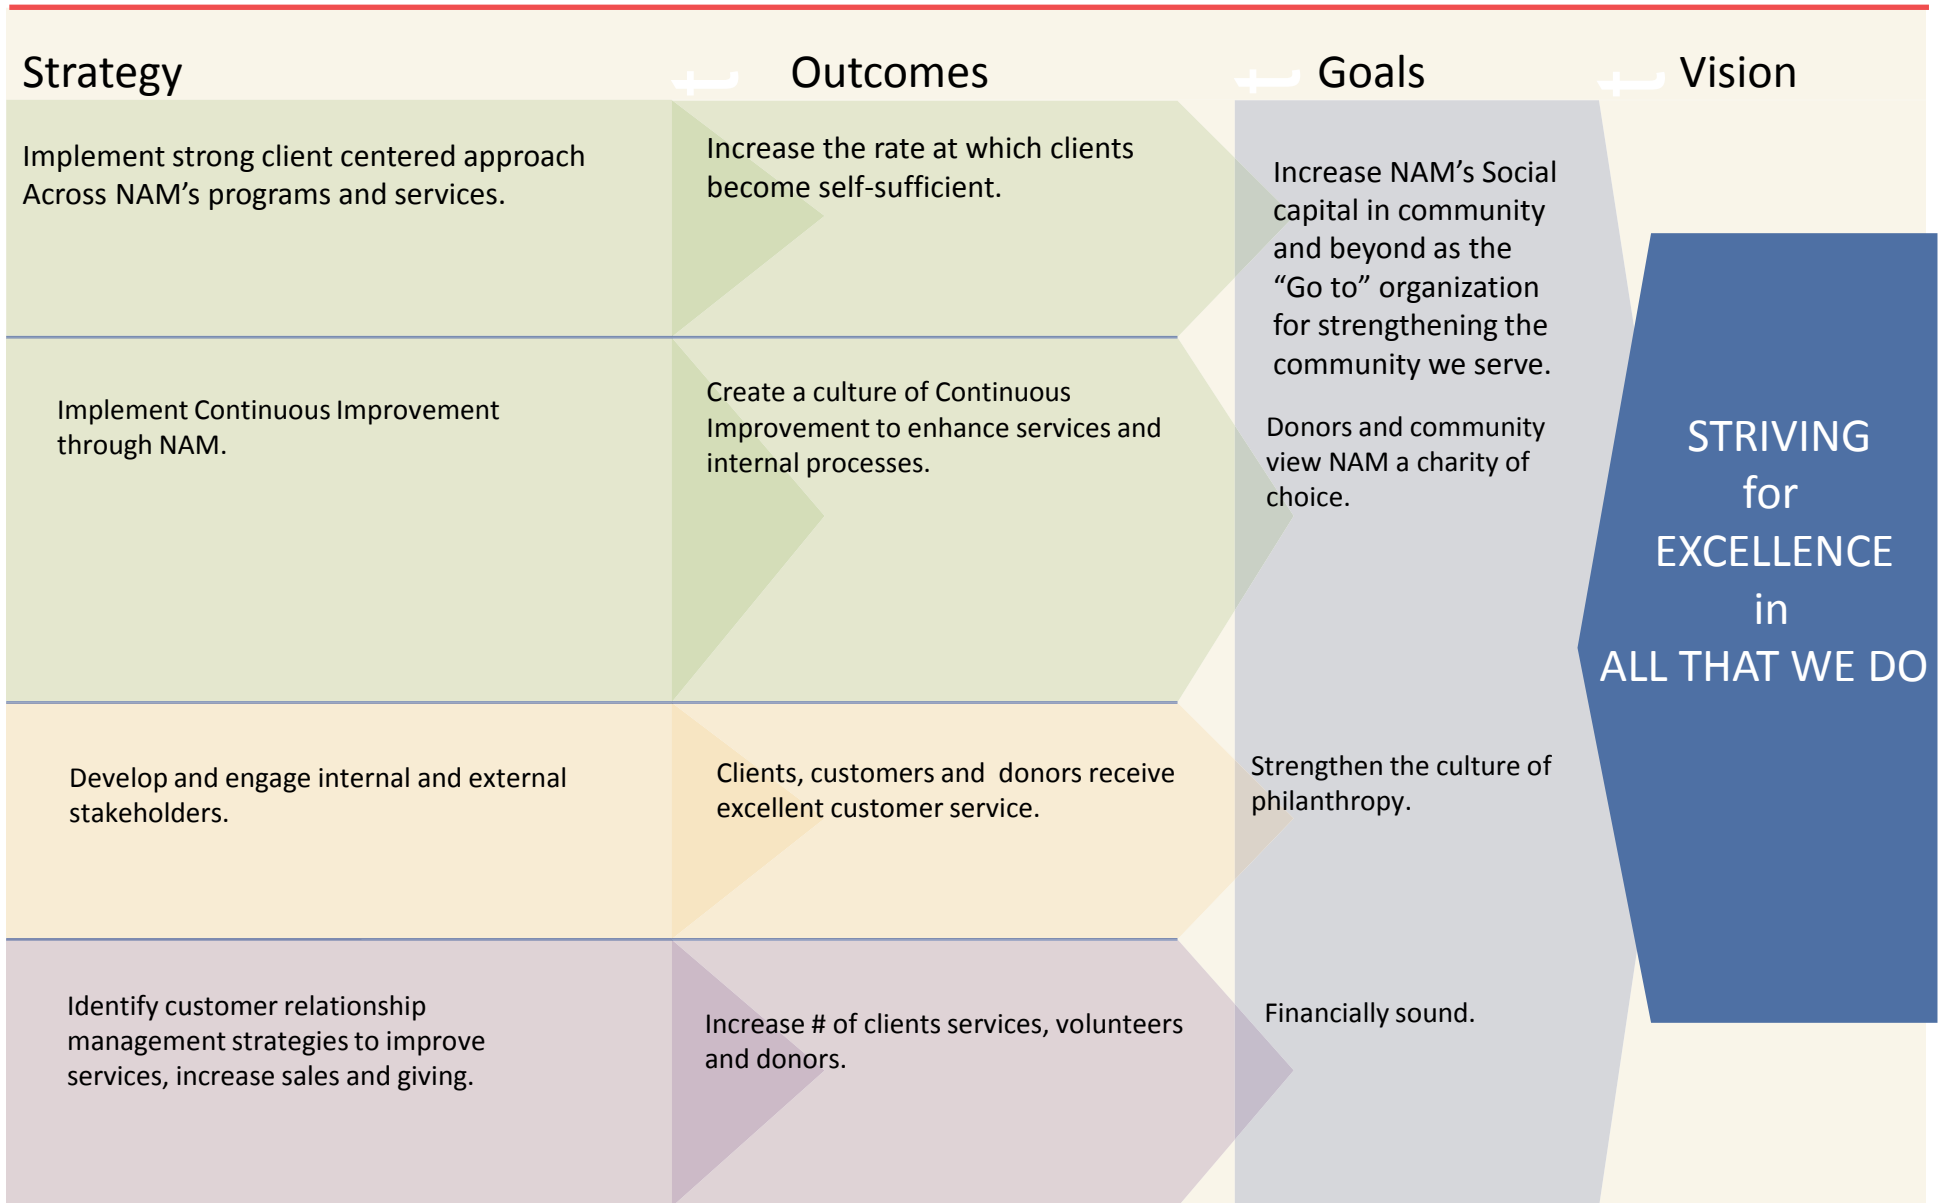 Strategy
Outcomes
Goals
Vision
Implement strong client centered approach
Across NAM’s programs and services.
Increase the rate at which clients
become self-sufficient.
Increase NAM’s Social
capital in community
and beyond as the
“Go to” organization
for strengthening the
community we serve.
Implement Continuous Improvement
through NAM.
Create a culture of Continuous
Improvement to enhance services and
internal processes.
Donors and community
view NAM a charity of
choice.
Develop and engage internal and external
stakeholders.
Clients, customers and  donors receive
excellent customer service.
Strengthen the culture of
philanthropy.
Identify customer relationship
management strategies to improve
services, increase sales and giving.
Increase # of clients services, volunteers
and donors.
Financially sound.
STRIVING
for
EXCELLENCE
in
ALL THAT WE DO